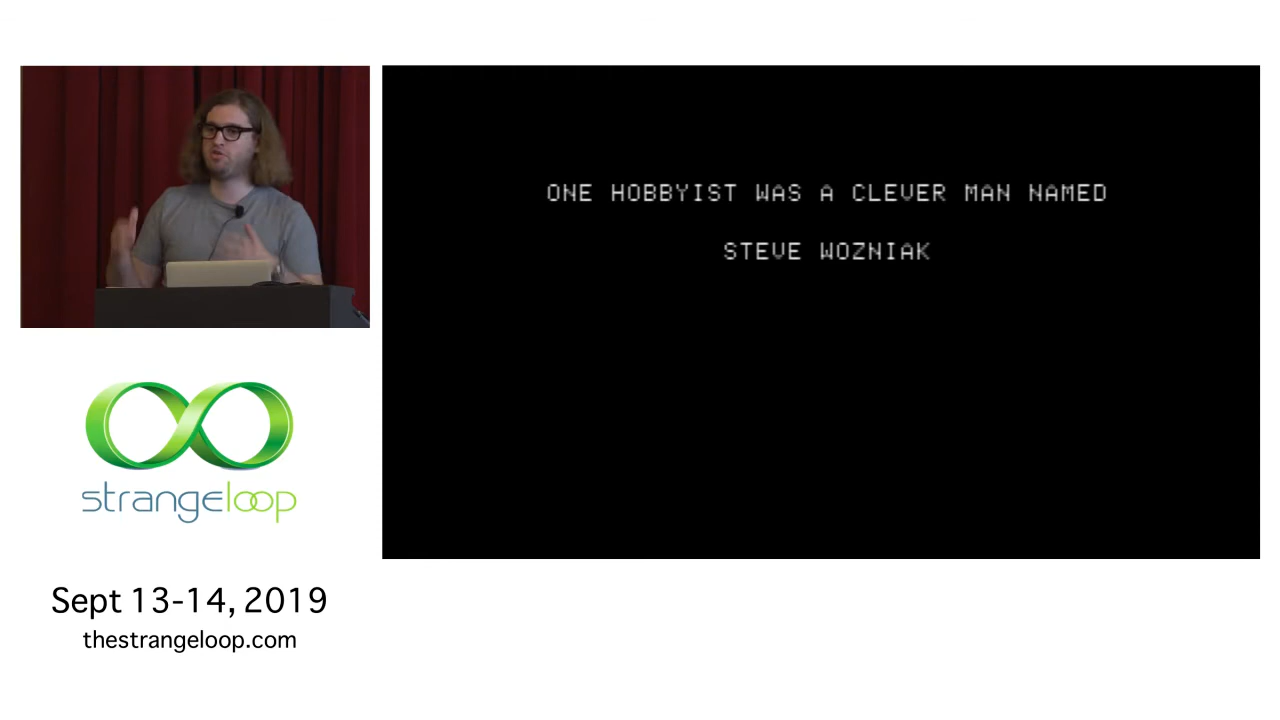 ONE HOBBYIST WAS A CLEVER MAN NAMED
STEVE WOZNIAK
strangeloop
Sept 13-14, 2019
thestrangeloop.com